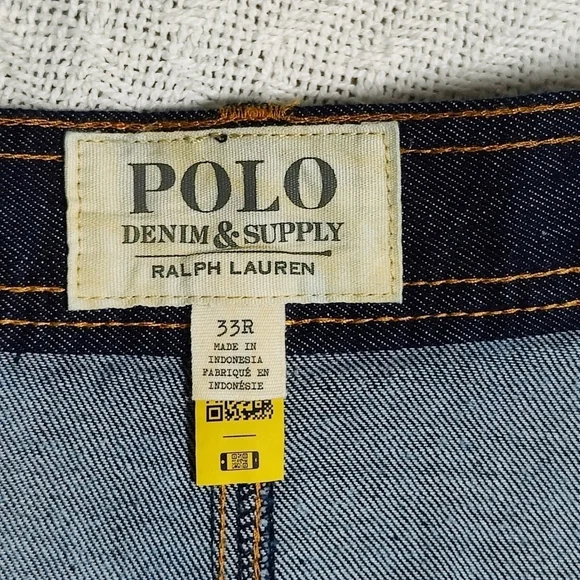 POLO
DENIM & SUPPLY
RALPH LAUREN
33R
MADE IN
INDONESIA
FABRIQUÉ EN
INDONÉSIE